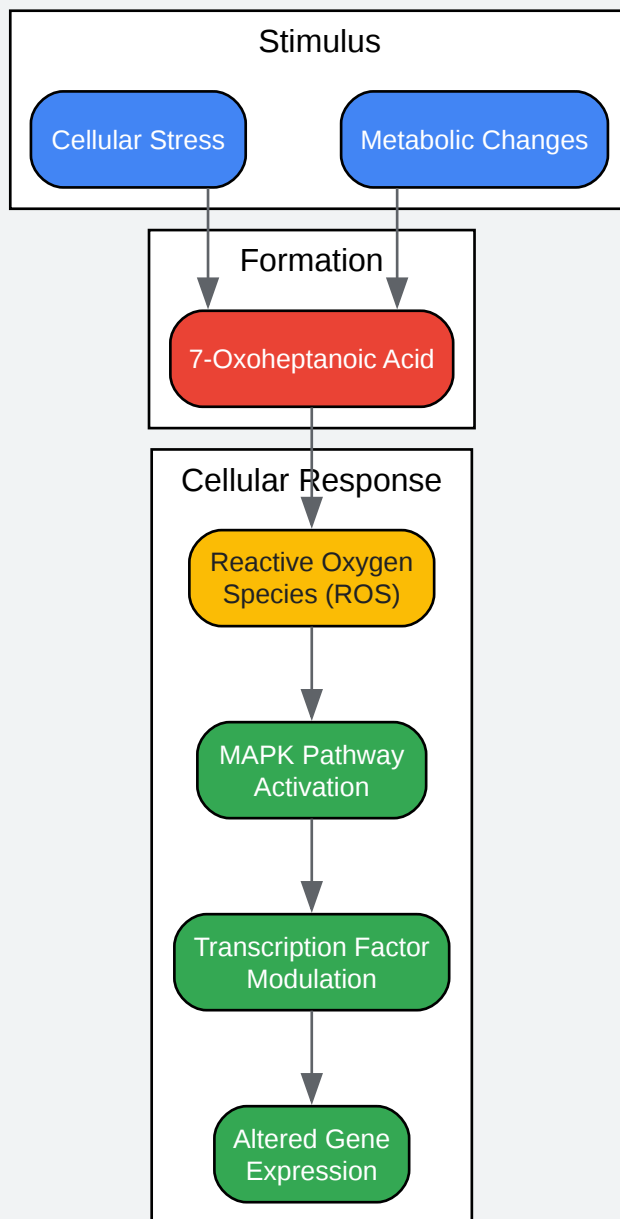 Stimulus
Cellular Stress
Metabolic Changes
Formation
7-Oxoheptanoic Acid
Cellular Response
Reactive Oxygen
Species (ROS)
MAPK Pathway
Activation
Transcription Factor
Modulation
Altered Gene
Expression